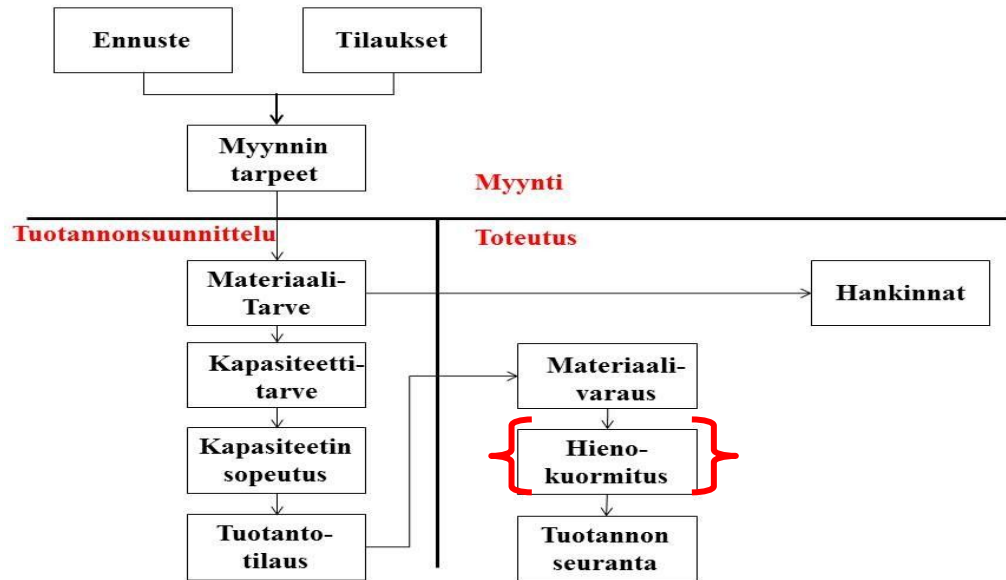 Ennuste
Tilaukset
Myynnin
tarpeet
Myynti
Tuotannonsuunnittelu
Toteutus
Materiaali-
Tarve
Hankinnat
Kapasiteetti-
tarve
Materiaali-
varaus
Kapasiteetin
sopeutus
Hieno-
kuormitus
Tuotanto-
tilaus
Tuotannon
seuranta